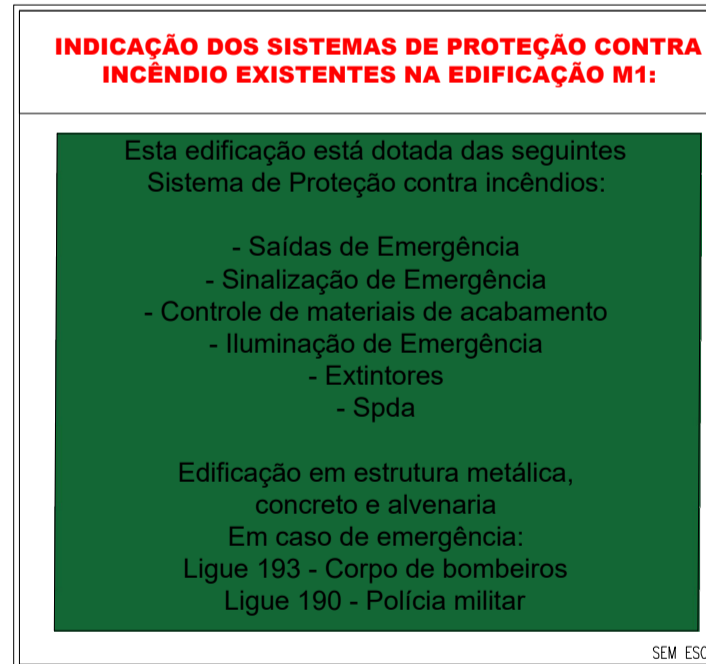 INDICAÇÃO DOS SISTEMAS DE PROTEÇÃO CONTRA
INCÊNDIO EXISTENTES NA EDIFICAÇÃO M1:
Esta edificação está dotada das seguintes
Sistema de Proteção contra incêndios:
- Saídas de Emergência
- Sinalização de Emergência
- Controle de materiais de acabamento
- Iluminação de Emergência
- Extintores
- Spda
Edificação em estrutura metálica,
concreto e alvenaria
Em caso de emergência:
Ligue 193 - Corpo de bombeiros
Ligue 190 - Polícia militar
SEM